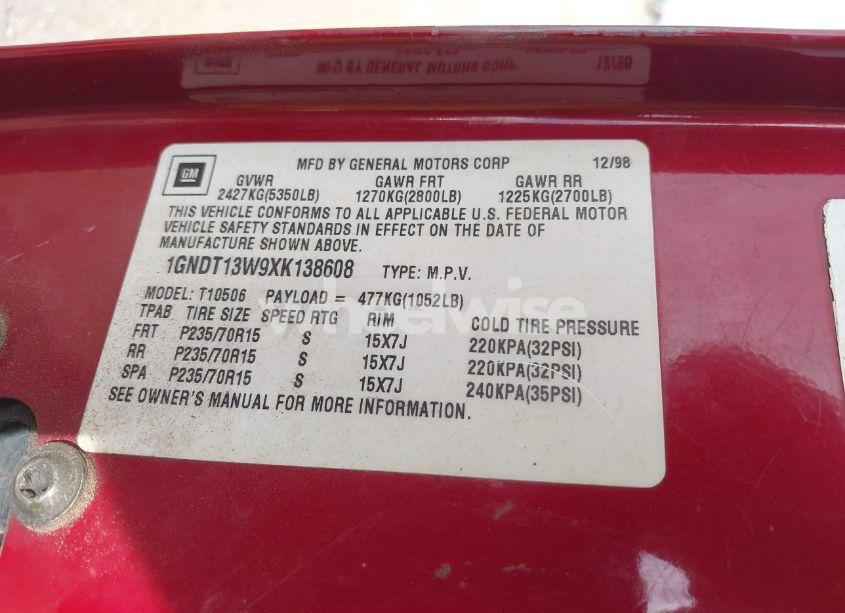 GM
MFD BY GENERAL MOTORS CORP 12/98
GVWR GAWR FRT GAWR RR
2427KG(5350LB) 1270KG(2800LB) 1225KG(2700LB)
THIS VEHICLE CONFORMS TO ALL APPLICABLE U.S. FEDERAL MOTOR
VEHICLE SAFETY STANDARDS IN EFFECT ON THE DATE OF
MANUFACTURE SHOWN ABOVE.
1GNDT13W9XK138608 TYPE: M.P.V.
MODEL: T10506 PAYLOAD = 477KG(1052LB)
TPAB TIRE SIZE SPEED RTG RIM COLD TIRE PRESSURE
FRT P235/70R15 S 15X7J 220KPA(32PSI)
RR P235/70R15 S 15X7J 220KPA(32PSI)
SPA P235/70R15 S 15X7J 240KPA(35PSI)
SEE OWNER'S MANUAL FOR MORE INFORMATION.
wheelwise